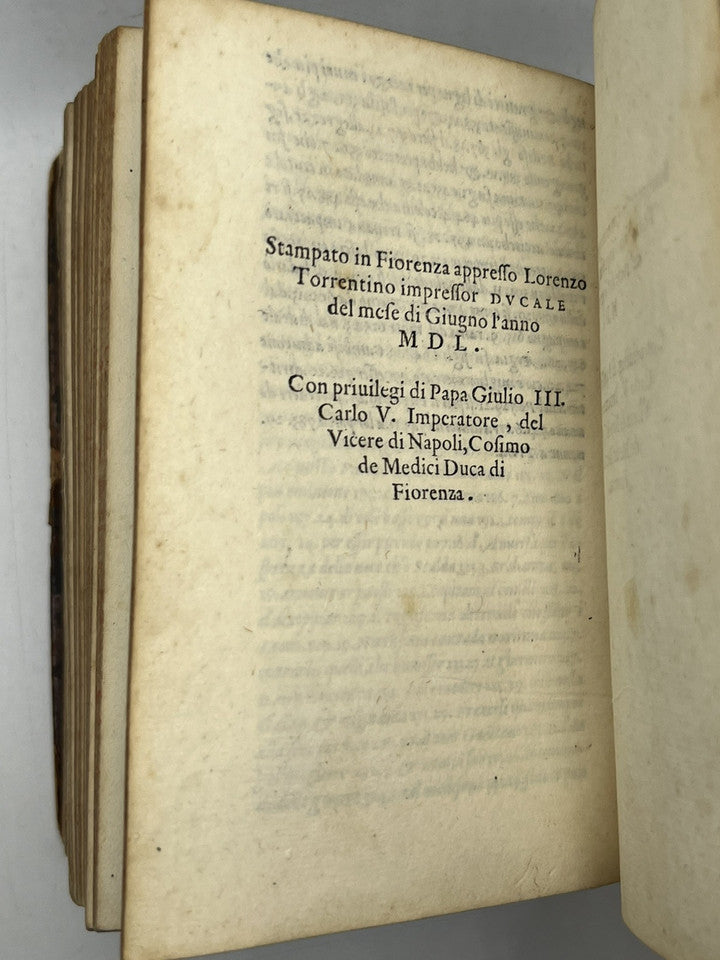 Stampato in Fiorenza appreſſo Lorenzo
Torrentino impreſſor DVCALE
del meſe di Giugno l'anno
MDL.
Con priuilegi di Papa Giulio III.
Carlo V. Imperatore, del
Vicere di Napoli, Coſimo
de Medici Duca di
Fiorenza.